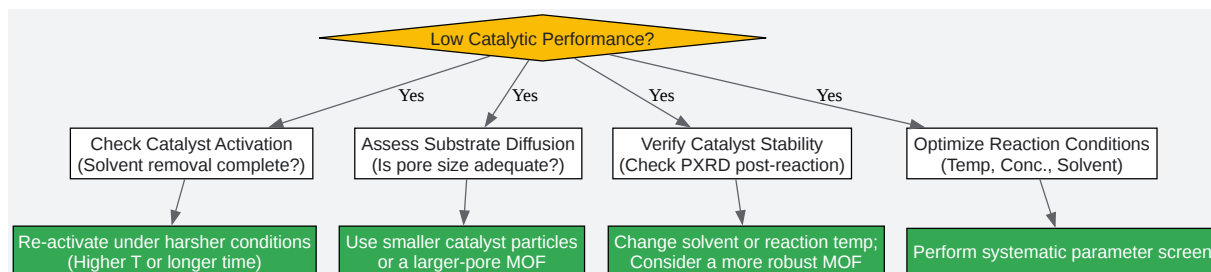 Low Catalytic Performance?
Yes
Yes
Yes
Yes
Check Catalyst Activation
(Solvent removal complete?)
Assess Substrate Diffusion
(Is pore size adequate?)
Verify Catalyst Stability
(Check PXRD post-reaction)
Optimize Reaction Conditions
(Temp, Conc., Solvent)
Re-activate under harsher conditions
(Higher T or longer time)
Use smaller catalyst particles
or a larger-pore MOF
Change solvent or reaction temp;
Consider a more robust MOF
Perform systematic parameter screen